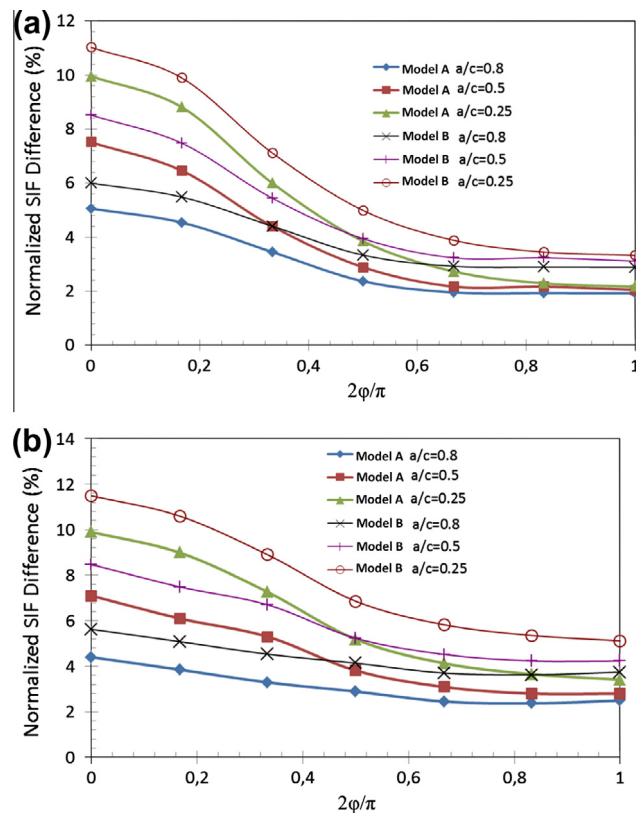 (a)
Normalized SIF Difference (%)
12
10
8
6
4
2
0
0 0,2 0,4 0,6 0,8 1
2φ/π
Model A a/c=0.8
Model A a/c=0.5
Model A a/c=0.25
Model B a/c=0.8
Model B a/c=0.5
Model B a/c=0.25
(b)
Normalized SIF Difference (%)
14
12
10
8
6
4
2
0
0 0,2 0,4 0,6 0,8 1
2φ/π
Model A a/c=0.8
Model A a/c=0.5
Model A a/c=0.25
Model B a/c=0.8
Model B a/c=0.5
Model B a/c=0.25